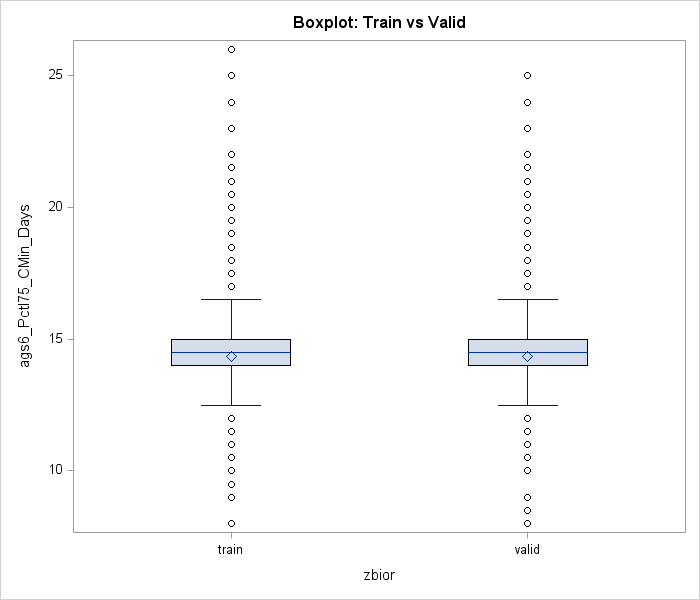 Boxplot: Train vs Valid
25
20
15
10
ags6_Pctl75_CMin_Days
train
valid
zbior